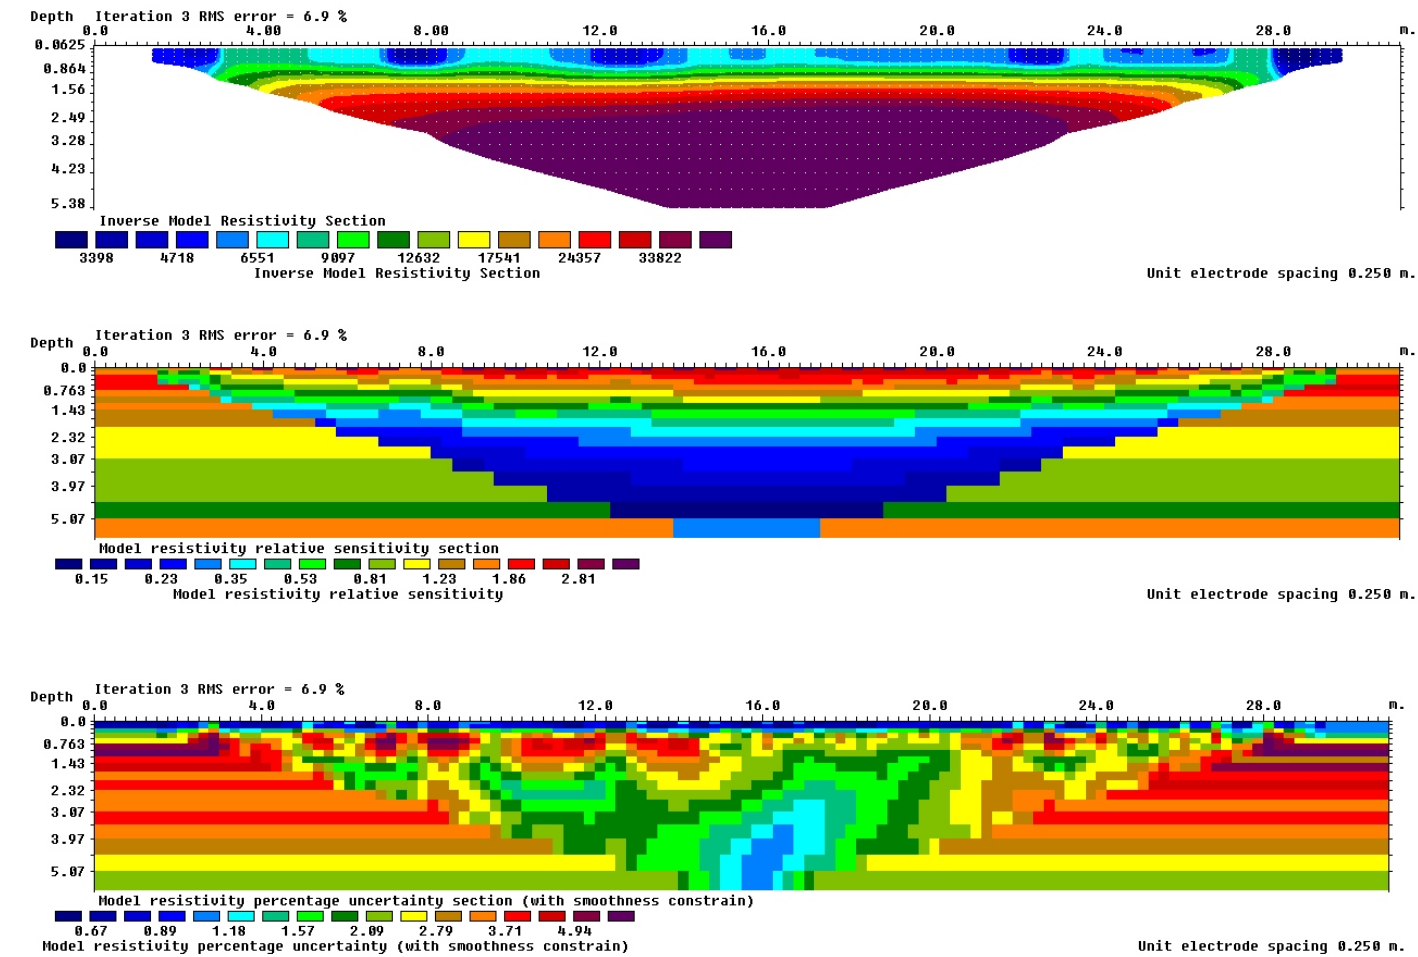 Depth Iteration 3 RMS error = 6.9 %
0.0 4.00 8.00 12.0 16.0 20.0 24.0 28.0 m.
0.0625
0.864
1.56
2.49
3.28
4.23
5.38
Inverse Model Resistivity Section
3398 4718 6551 9097 12632 17541 24357 33822
Inverse Model Resistivity Section Unit electrode spacing 0.250 m.
Depth Iteration 3 RMS error = 6.9 %
0.0 4.0 8.0 12.0 16.0 20.0 24.0 28.0 m.
0.0
0.763
1.43
2.32
3.07
3.97
5.07
Model resistivity relative sensitivity section
0.15 0.23 0.35 0.53 0.81 1.23 1.86 2.81
Model resistivity relative sensitivity Unit electrode spacing 0.250 m.
Depth Iteration 3 RMS error = 6.9 %
0.0 4.0 8.0 12.0 16.0 20.0 24.0 28.0 m.
0.0
0.763
1.43
2.32
3.07
3.97
5.07
Model resistivity percentage uncertainty section (with smoothness constrain)
0.67 0.89 1.18 1.57 2.09 2.79 3.71 4.94
Model resistivity percentage uncertainty (with smoothness constrain) Unit electrode spacing 0.250 m.